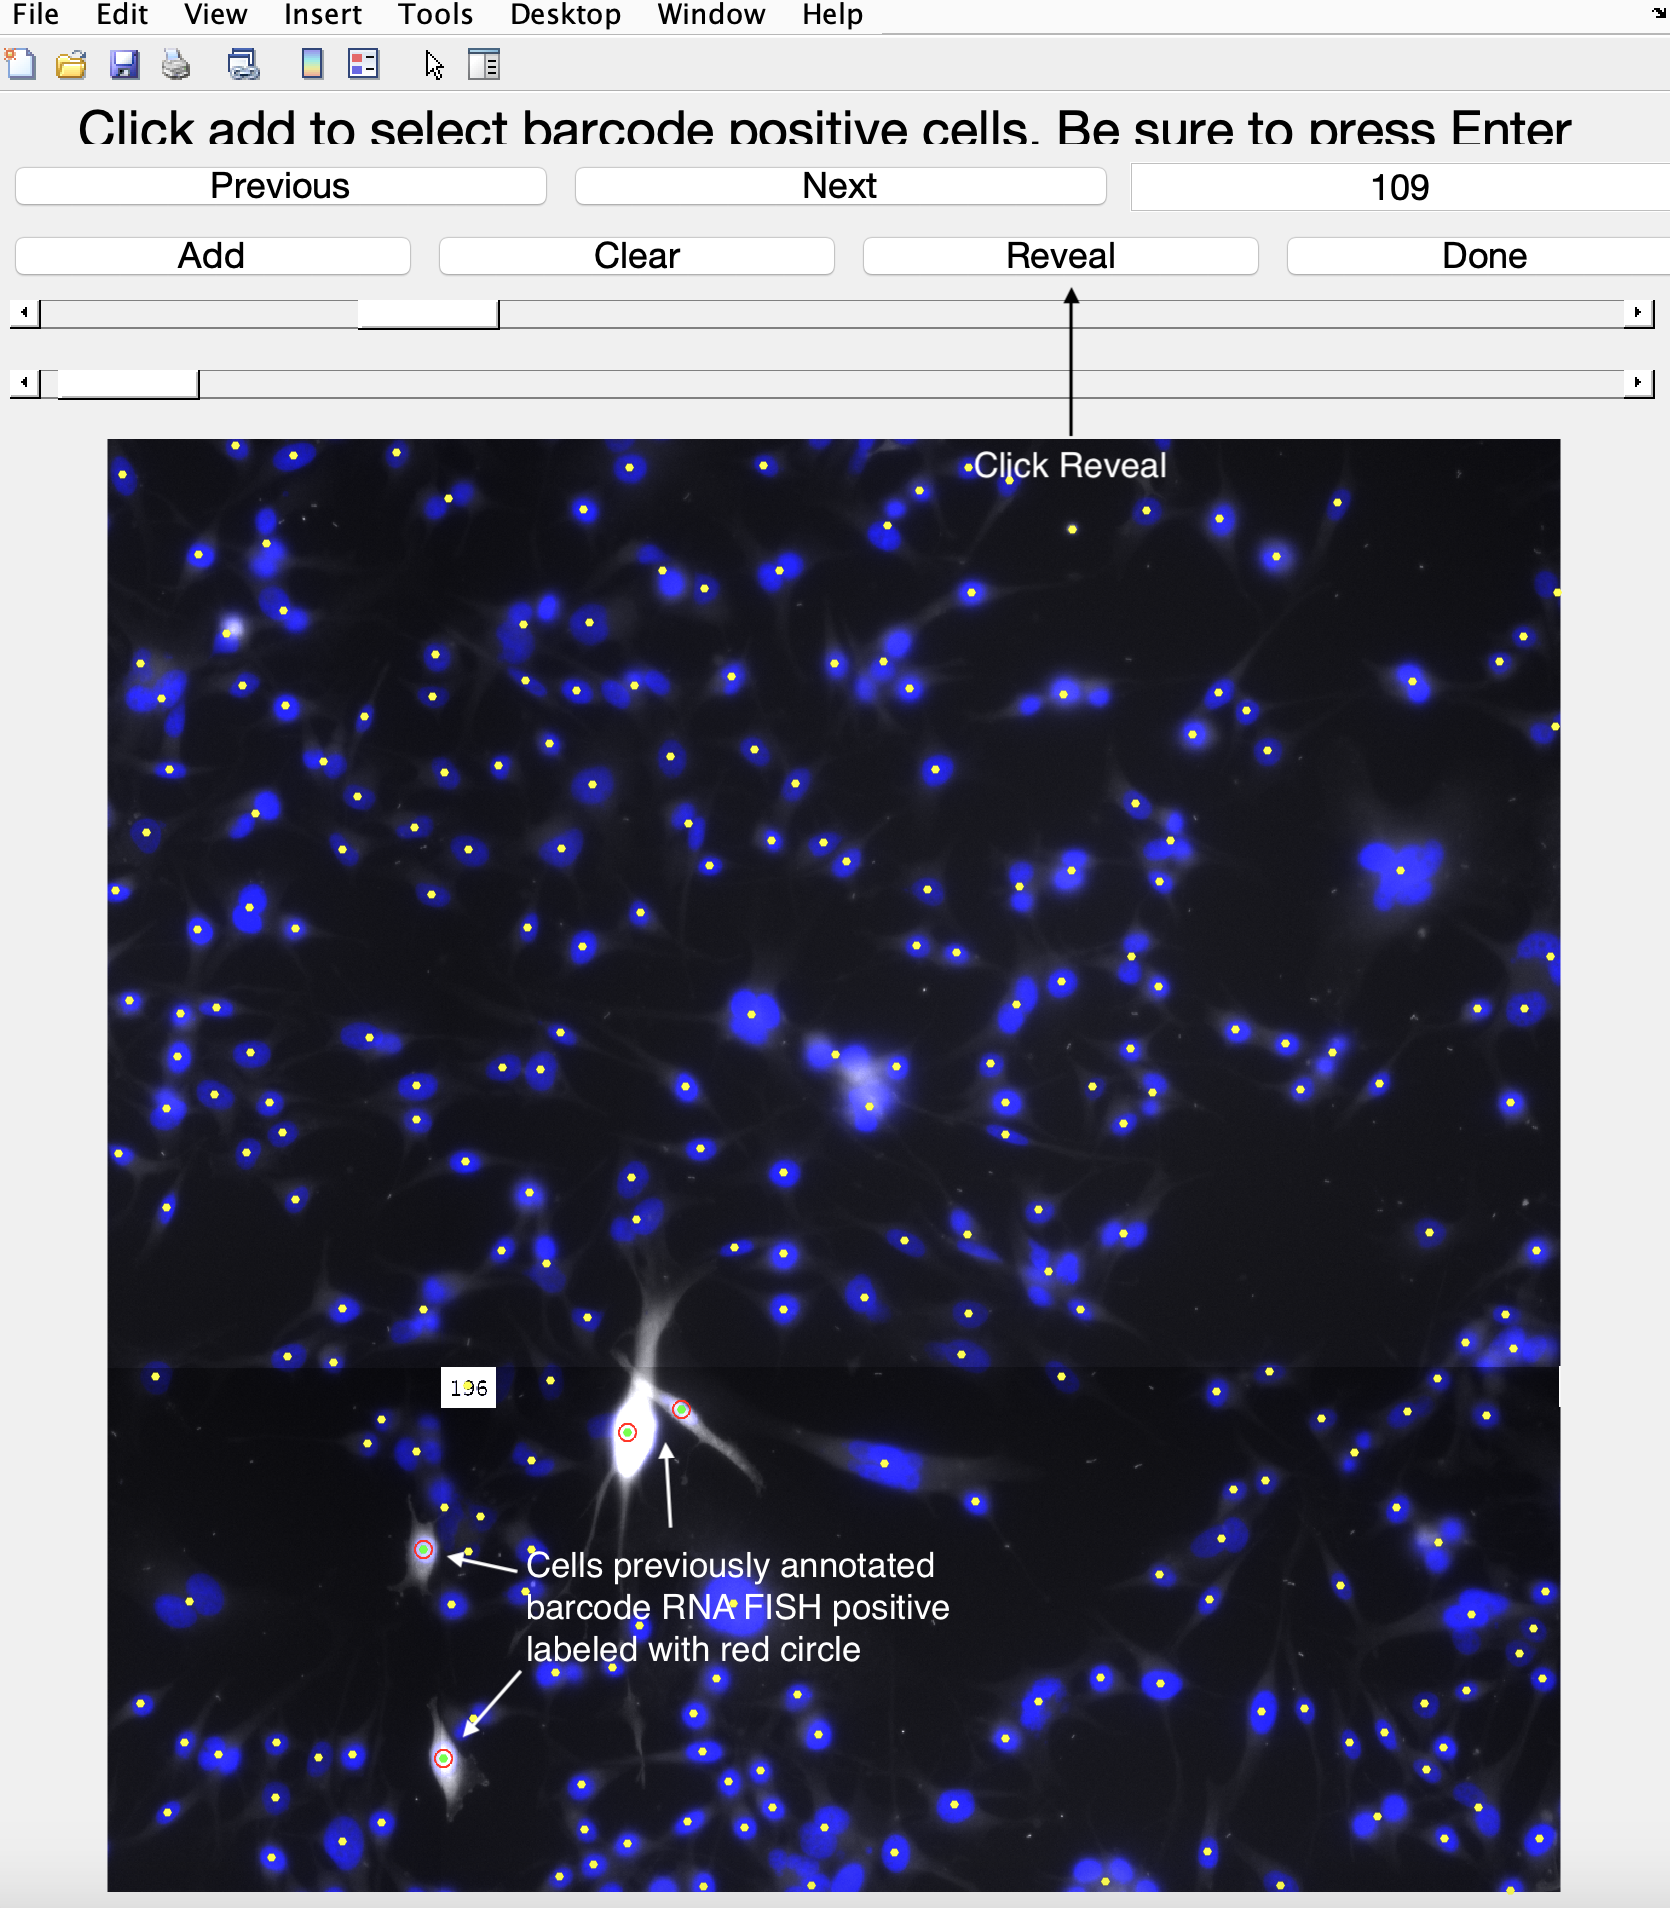 File Edit View Insert Tools Desktop Window Help
Click add to select barcode positive cells. Be sure to press Enter
Previous Next 109
Add Clear Reveal Done
Click Reveal
196
Cells previously annotated
barcode RNA FISH positive
labeled with red circle